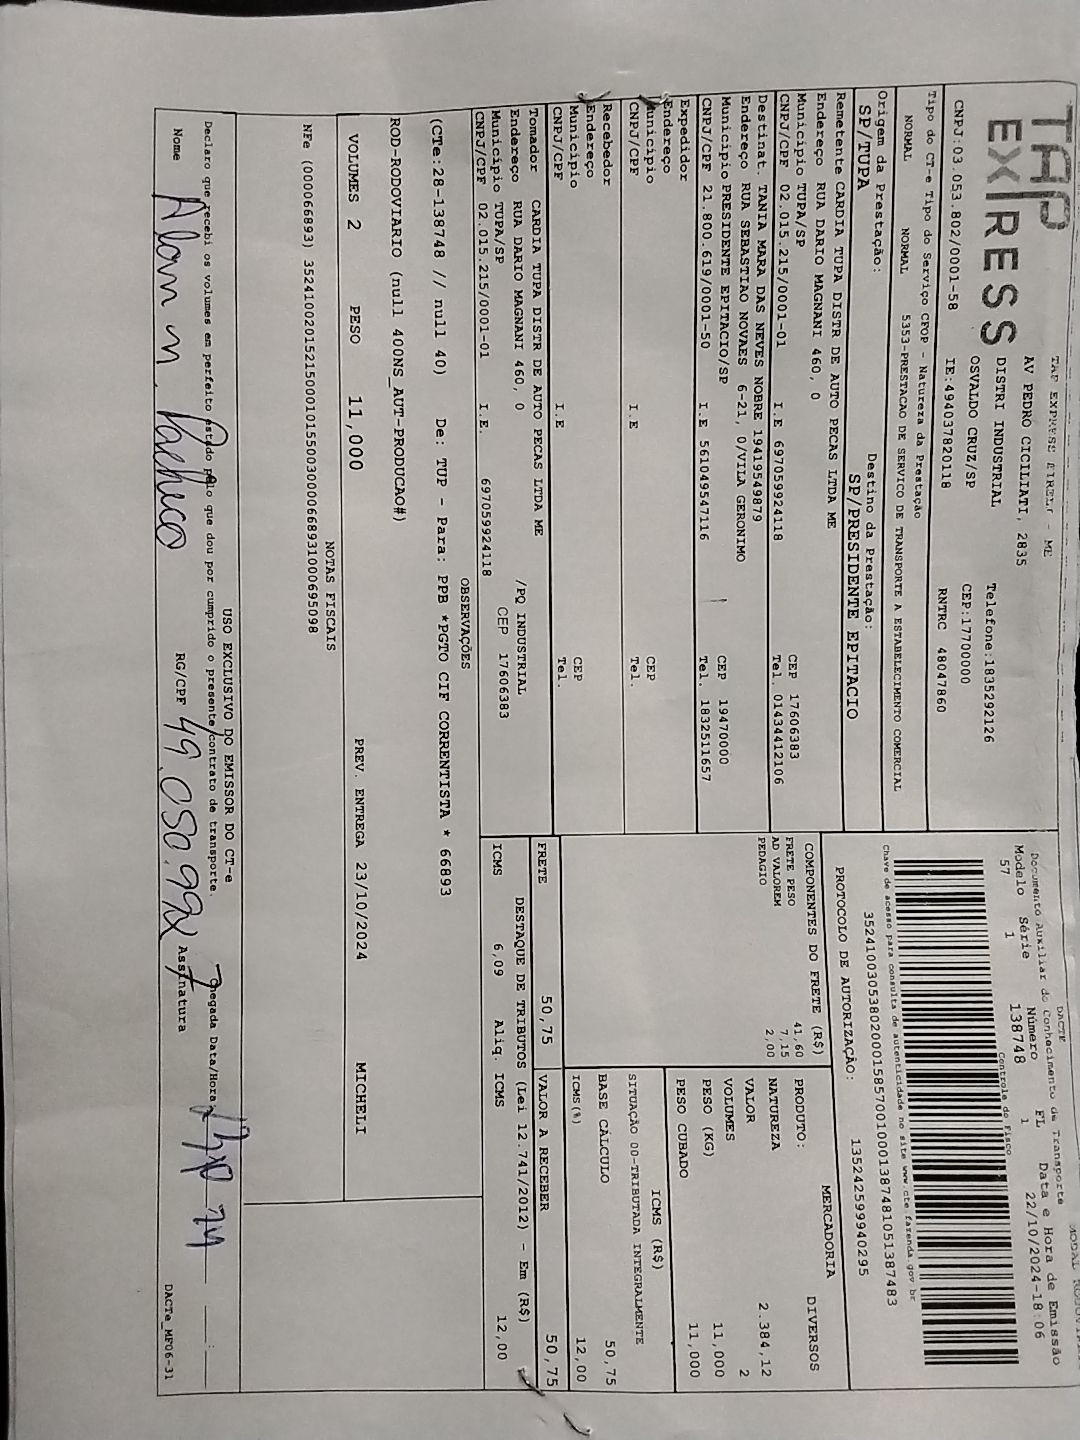 TAP EXPRESS
TAP EXPRESS EIRELI - ME
AV PEDRO CICILIATI, 2835
DISTRI INDUSTRIAL
OSVALDO CRUZ/SP
Telefone:1835292126
CEP:17700000
CNPJ:03.053.802/0001-58 IE:494037820118 RNTRC 48047860
DACTE
Documento Auxiliar do Conhecimento de Transporte
Modelo Série Número FL Data e Hora de Emissão
57 1 138748 1 22/10/2024-18:06
Controle do Fisco
Tipo do CT-e Tipo do Serviço CFOP - Natureza da Prestação
NORMAL NORMAL 5353-PRESTACAO DE SERVICO DE TRANSPORTE A ESTABELECIMENTO COMERCIAL
Chave de acesso para consulta de autenticidade no site www.cte.fazenda.gov.br
35241003053802000158570010001387481051387483
Origem da Prestação: Destino da Prestação:
SP/TUPA SP/PRESIDENTE EPITACIO
PROTOCOLO DE AUTORIZAÇÃO: 135242599940295
Remetente CARDIA TUPA DISTR DE AUTO PECAS LTDA ME
Endereço RUA DARIO MAGNANI 460, 0
Municipio TUPA/SP CEP 17606383
CNPJ/CPF 02.015.215/0001-01 I.E 697059924118 Tel. 01434412106
Destinat. TANIA MARA DAS NEVES NOBRE 19419549879
Endereço RUA SEBASTIAO NOVAES 6-21, 0/VILA GERONIMO
Municipio PRESIDENTE EPITACIO/SP CEP 19470000
CNPJ/CPF 21.800.619/0001-50 I.E 561049547116 Tel. 1832511657
Expedidor
Endereço
Municipio CEP
CNPJ/CPF I.E Tel.
Recebedor
Endereço
Municipio CEP
CNPJ/CPF I.E Tel.
Tomador CARDIA TUPA DISTR DE AUTO PECAS LTDA ME
Endereço RUA DARIO MAGNANI 460, 0 /PQ INDUSTRIAL
Municipio TUPA/SP CEP 17606383
CNPJ/CPF 02.015.215/0001-01 I.E. 697059924118
COMPONENTES DO FRETE (R$)
FRETE PESO 41,60
AD VALOREM 7,15
PEDAGIO 2,00
MERCADORIA
PRODUTO: DIVERSOS
NATUREZA
VALOR 2.384,12
VOLUMES 2
PESO (KG) 11,000
PESO CUBADO 11,000
ICMS (R$)
SITUAÇÃO 00-TRIBUTADA INTEGRALMENTE
BASE CÁLCULO 50,75
ICMS(%) 12,00
FRETE 50,75 VALOR A RECEBER 50,75
DESTAQUE DE TRIBUTOS (Lei 12.741/2012) - Em (R$)
ICMS 6,09 Aliq. ICMS 12,00
OBSERVAÇÕES
(CTe:28-138748 // null 40) De: TUP - Para: PPB *PGTO CIF CORRENTISTA * 66893
ROD-RODOVIARIO (null 400NS_AUT-PRODUCAO#)
VOLUMES 2 PESO 11,000 PREV. ENTREGA 23/10/2024 MICHELI
NOTAS FISCAIS
NFe (000066893) 35241002015215000101550030000668931000695098
USO EXCLUSIVO DO EMISSOR DO CT-e
Declaro que recebi os volumes em perfeito estado pelo que dou por cumprido o presente contrato de transporte.
Chegada Data/Hora
Nome RG/CPF 49.050.992 Assinatura
DACTe_MF06-31